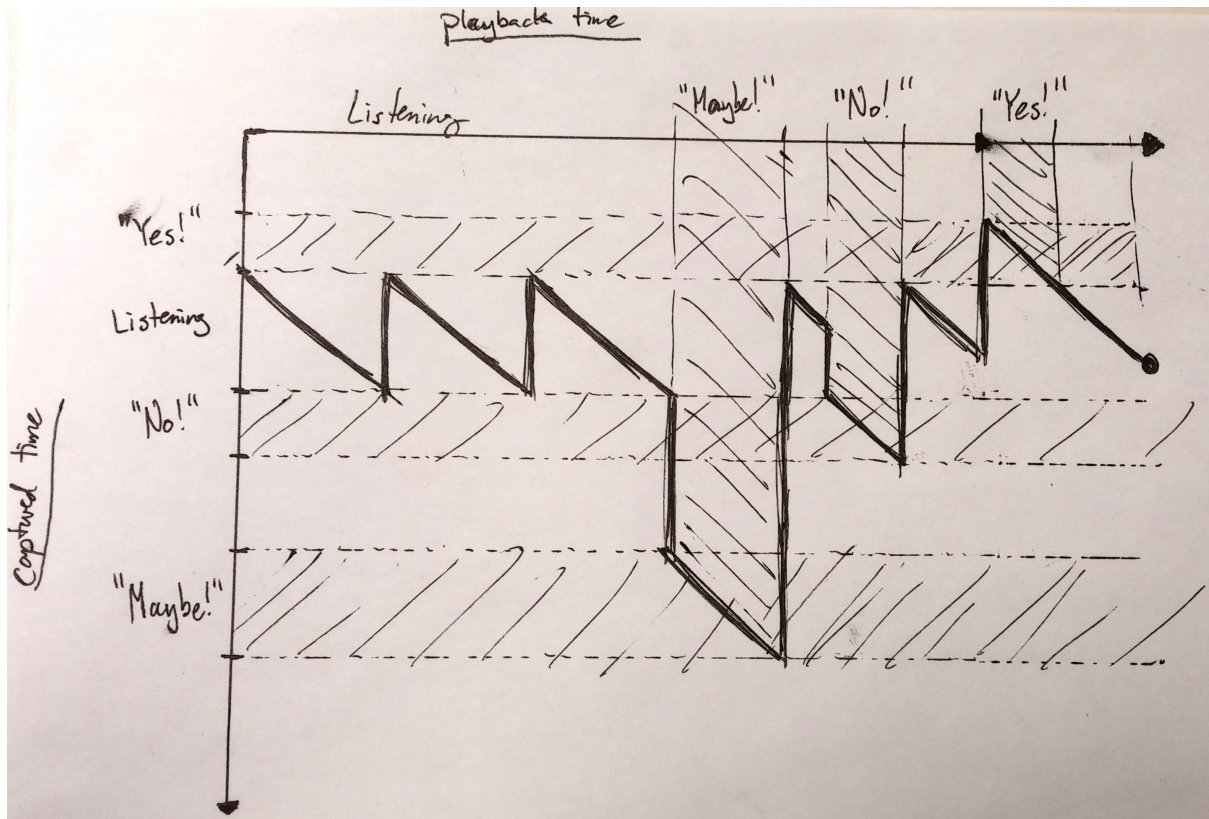 playback time
"Maybe!"
"No!"
"Yes!"
Listening
"Yes!"
Listening
"No!"
"Maybe!"
Captured time